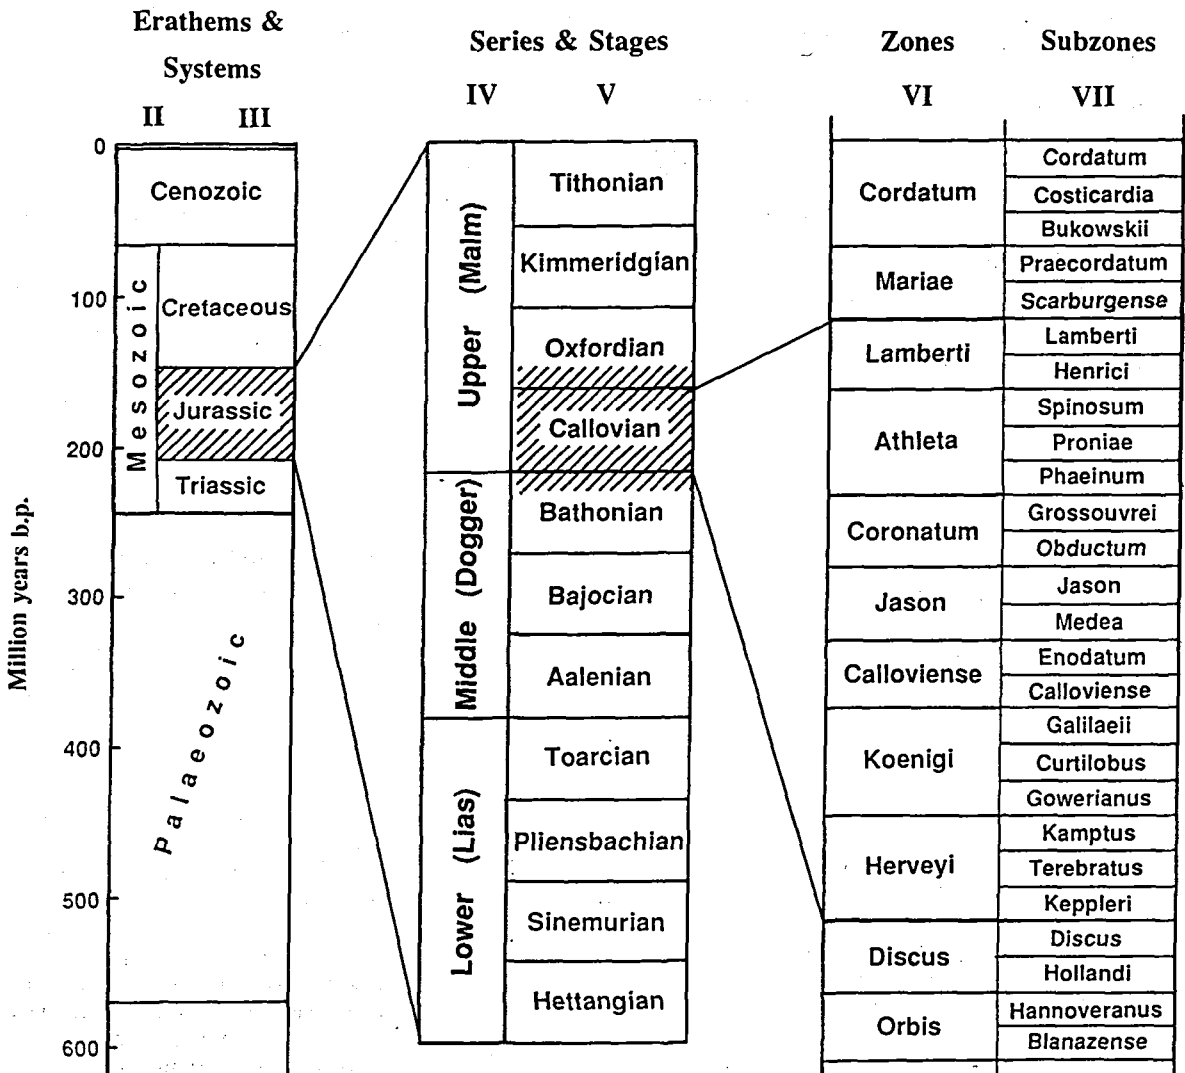 Erathems &
Systems
II III
Series & Stages
IV V
Zones
VI
Subzones
VII
Million years b.p.
0
100
200
300
400
500
600
Cenozoic
Mesozoic
Cretaceous
Jurassic
Triassic
Palaeozoic
Upper (Malm)
Tithonian
Kimmeridgian
Oxfordian
Callovian
Middle (Dogger)
Bathonian
Bajocian
Aalenian
Lower (Lias)
Toarcian
Pliensbachian
Sinemurian
Hettangian
Cordatum
Cordatum
Costicardia
Bukowskii
Mariae
Praecordatum
Scarburgense
Lamberti
Lamberti
Henrici
Athleta
Spinosum
Proniae
Phaeinum
Coronatum
Grossouvrei
Obductum
Jason
Jason
Medea
Calloviense
Enodatum
Calloviense
Koenigi
Galilaeii
Curtilobus
Gowerianus
Herveyi
Kamptus
Terebratus
Keppleri
Discus
Discus
Hollandi
Orbis
Hannoveranus
Blanazense